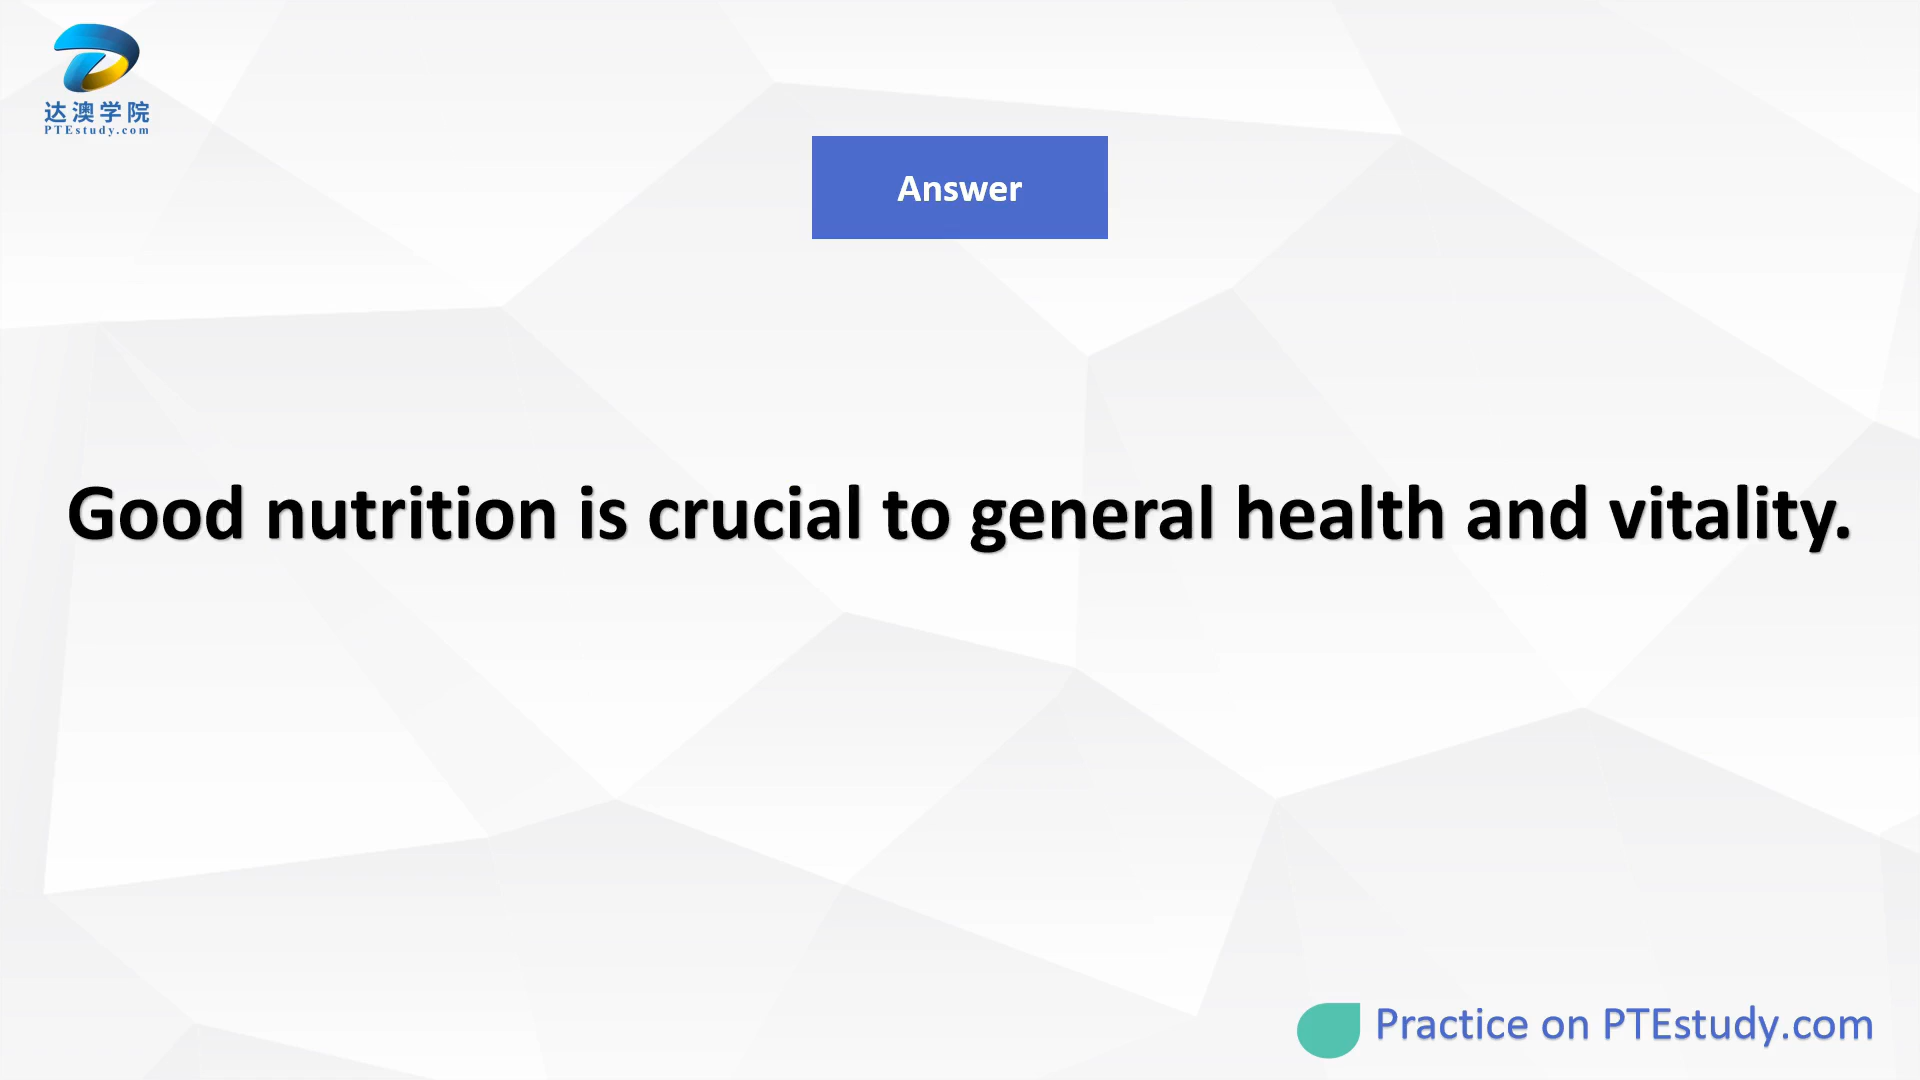 达澳学院
PTEstudy.com
Answer
Good nutrition is crucial to general health and vitality.
Practice on PTEstudy.com